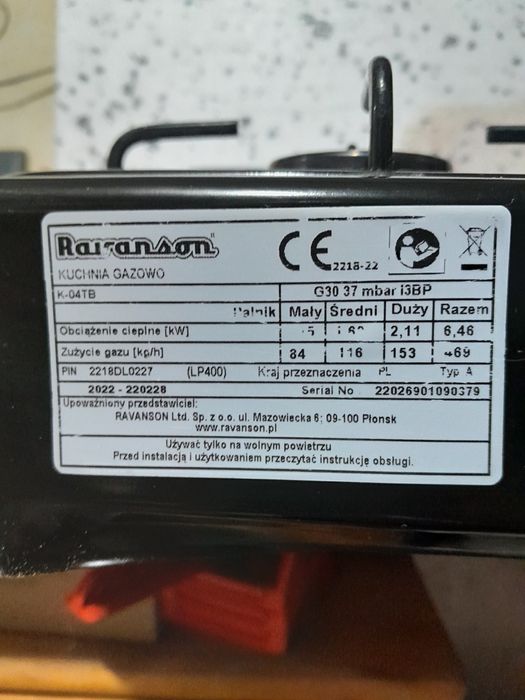 Ravanson®
CE 2218-22
KUCHNIA GAZOWO
K-04TB G30 37 mbar i3BP
Mały Średni Duży Razem
Obciążenie cieplne [kW] 2,11 6,46
Zużycie gazu [kp/h] 84 116 153
PIN 2218DL0227 (LP400) Kraj przeznaczenia PL Typ A
2022 - 220228 Serial No 22026901090379
Upoważniony przedstawiciel:
RAVANSON Ltd. Sp. z o.o. ul. Mazowiecka 6; 09-100 Płonsk
www.ravanson.pl
Używać tylko na wolnym powietrzu
Przed instalacją i użytkowaniem przeczytać instrukcję obsługi.